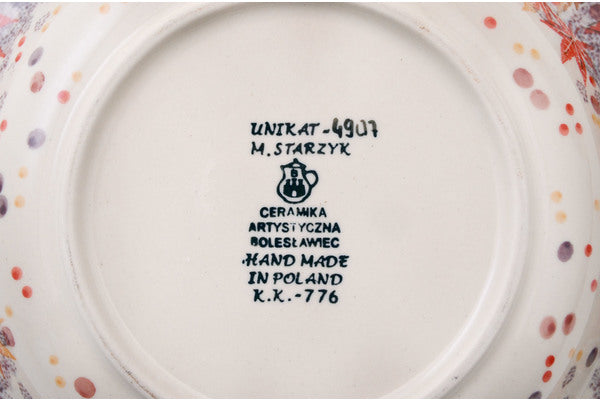 UNIKAT-4907
M. STARZYK
CERAMIKA
ARTYSTYCZNA
BOLESŁAWIEC
HAND MADE
IN POLAND
K.K.-776